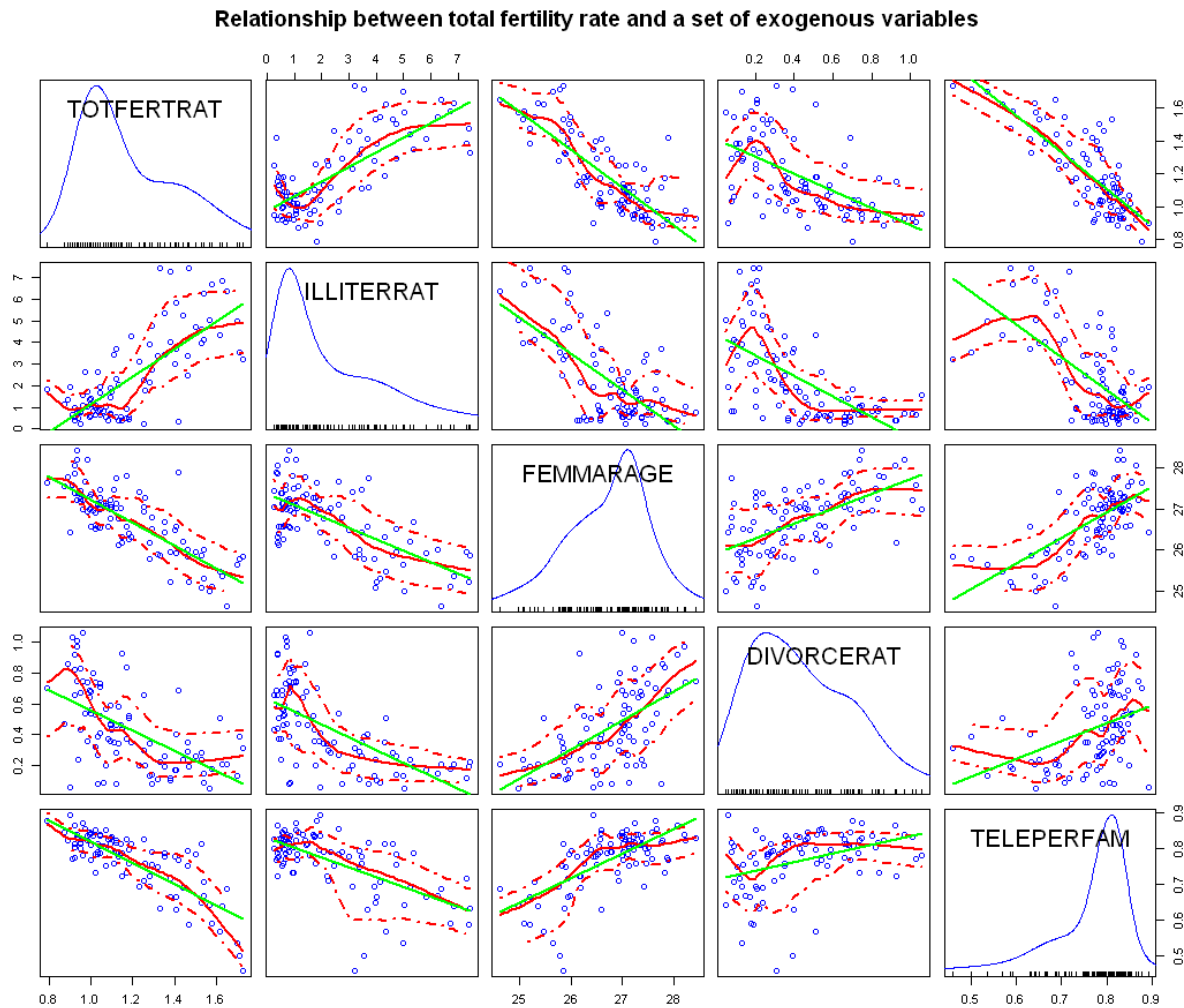 Relationship between total fertility rate and a set of exogenous variables
0 1 2 3 4 5 6 7
0.2 0.4 0.6 0.8 1.0
TOTFERTRAT
0.8 1.0 1.2 1.4 1.6
0 1 2 3 4 5 6 7
ILLITERRAT
FEMMARAGE
25 26 27 28
0.2 0.4 0.6 0.8 1.0
DIVORCERAT
TELEPERFAM
0.5 0.6 0.7 0.8 0.9
0.8 1.0 1.2 1.4 1.6
25 26 27 28
0.5 0.6 0.7 0.8 0.9